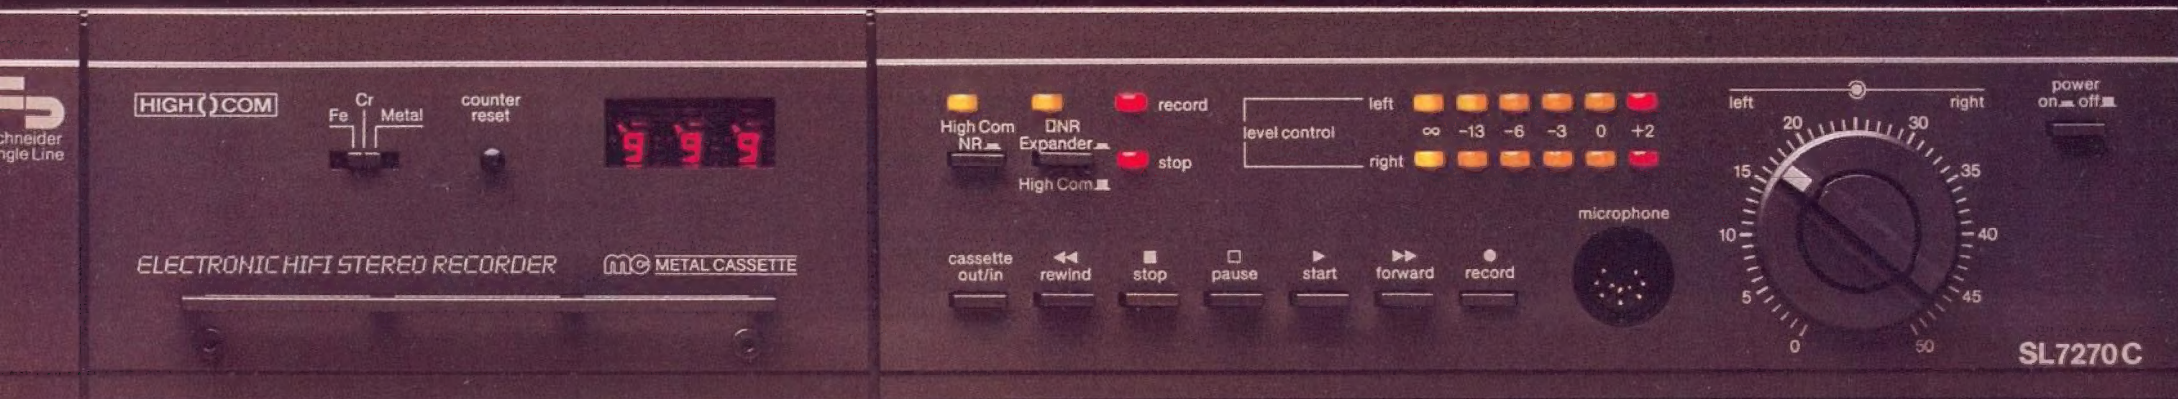 chneider
ngle Line
HIGH COM
Fe
Cr
Metal
counter
reset
999
High Com
NR
DNR
Expander
High Com
record
stop
level control
left
∞ -13 -6 -3 0 +2
right
left
right
power
on off
ELECTRONIC HIFI STEREO RECORDER
mc METAL CASSETTE
cassette
out/in
rewind
stop
pause
start
forward
record
microphone
0
5
10
15
20
30
35
40
45
50
SL7270C